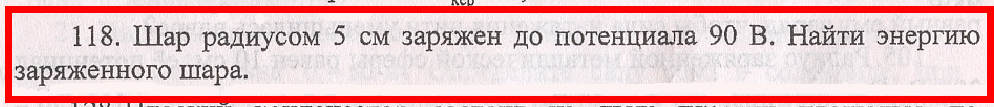 118. Шар радиусом 5 см заряжен до потенциала 90 В. Найти энергию
заряженного шара.